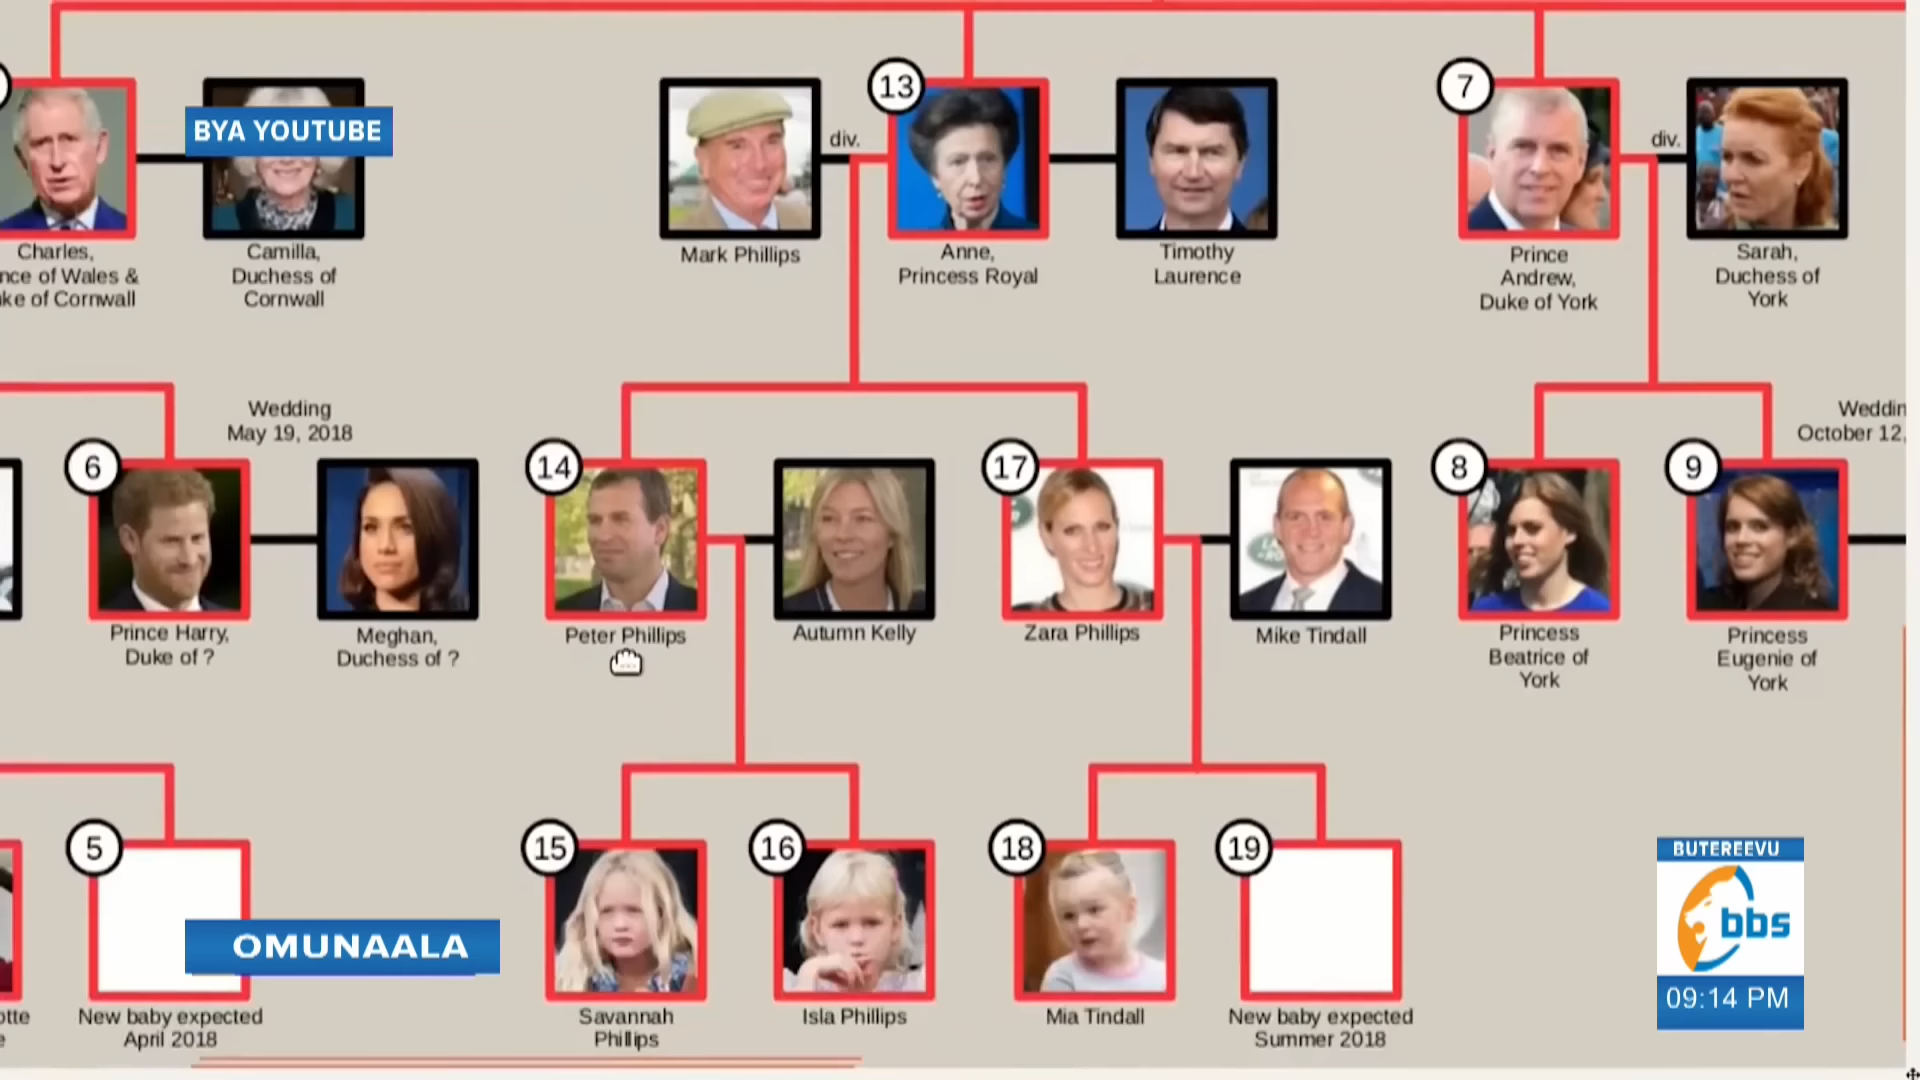 BYA YOUTUBE
div.
13
7
div.
Charles,
nce of Wales &
ke of Cornwall
Camilla,
Duchess of
Cornwall
Mark Phillips
Anne,
Princess Royal
Timothy
Laurence
Prince
Andrew,
Duke of York
Sarah,
Duchess of
York
Wedding
May 19, 2018
Weddin
October 12,
6
14
17
8
9
Prince Harry,
Duke of ?
Meghan,
Duchess of ?
Peter Phillips
Autumn Kelly
Zara Phillips
Mike Tindall
Princess
Beatrice of
York
Princess
Eugenie of
York
5
15
16
18
19
OMUNAALA
BUTEREEVU
bbs
09:14 PM
otte
e
New baby expected
April 2018
Savannah
Phillips
Isla Phillips
Mia Tindall
New baby expected
Summer 2018